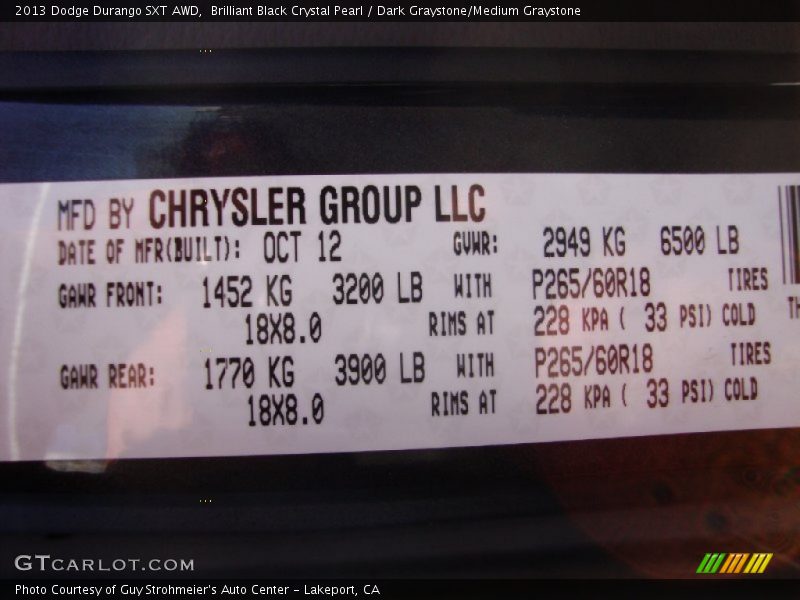 2013 Dodge Durango SXT AWD,  Brilliant Black Crystal Pearl / Dark Graystone/Medium Graystone
MFD BY CHRYSLER GROUP LLC
DATE OF MFR(BUILT): OCT 12 GVWR: 2949 KG 6500 LB
GAWR FRONT: 1452 KG 3200 LB WITH P265/60R18 TIRES
18X8.0 RIMS AT 228 KPA ( 33 PSI) COLD
GAWR REAR: 1770 KG 3900 LB WITH P265/60R18 TIRES
18X8.0 RIMS AT 228 KPA ( 33 PSI) COLD
GTCARLOT.COM
Photo Courtesy of Guy Strohmeier's Auto Center - Lakeport, CA